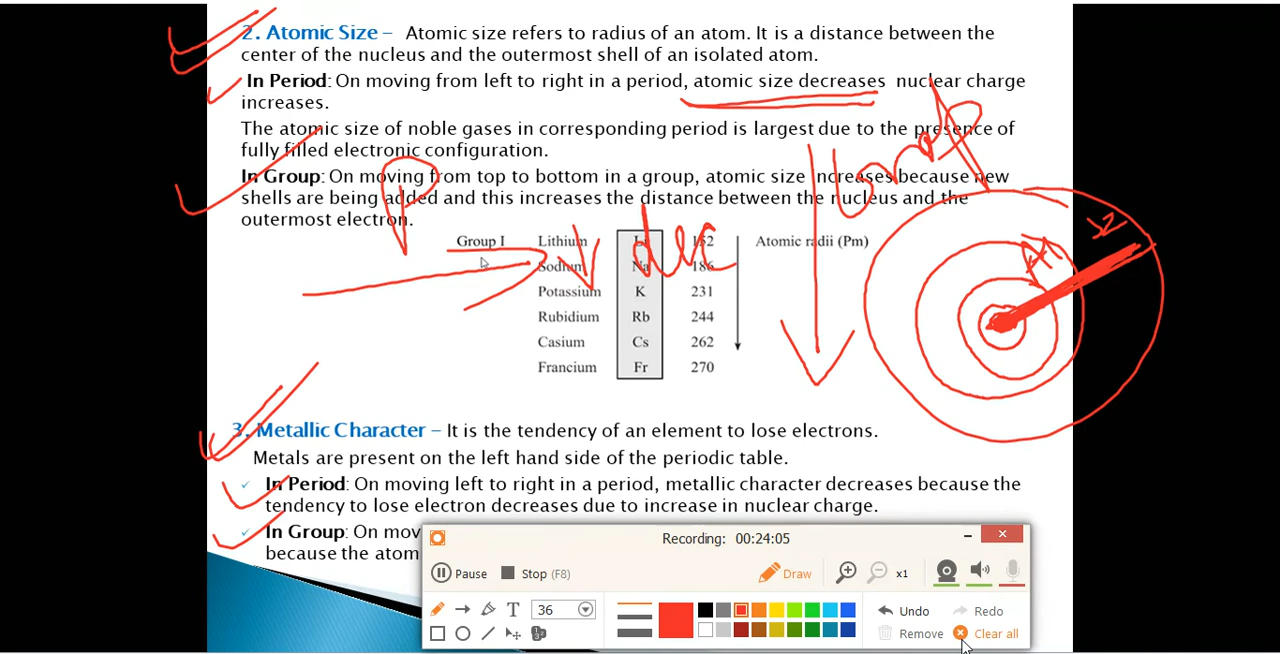 2. Atomic Size – Atomic size refers to radius of an atom. It is a distance between the
center of the nucleus and the outermost shell of an isolated atom.
In Period: On moving from left to right in a period, atomic size decreases nuclear charge
increases.
The atomic size of noble gases in corresponding period is largest due to the presence of
fully filled electronic configuration.
In Group: On moving from top to bottom in a group, atomic size increases because new
shells are being added and this increases the distance between the nucleus and the
outermost electron.
P
dec
Group I Lithium Li 152 Atomic radii (Pm)
Sodium Na 186
Potassium K 231
Rubidium Rb 244
Casium Cs 262
Francium Fr 270
3. Metallic Character – It is the tendency of an element to lose electrons.
Metals are present on the left hand side of the periodic table.
In Period: On moving left to right in a period, metallic character decreases because the
tendency to lose electron decreases due to increase in nuclear charge.
In Group: On mov
because the atom
Recording: 00:24:05
Pause Stop (F8) Draw x1
T 36 Undo Redo
Remove Clear all